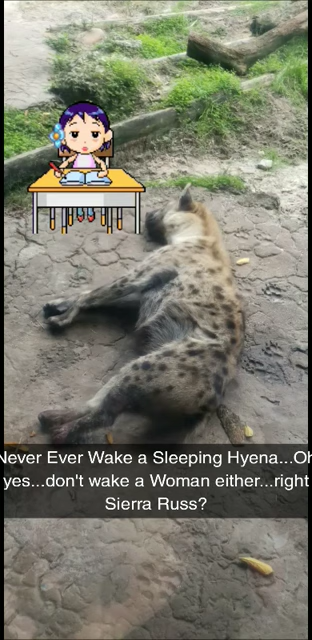 Never Ever Wake a Sleeping Hyena...Oh
yes...don't wake a Woman either...right
Sierra Russ?